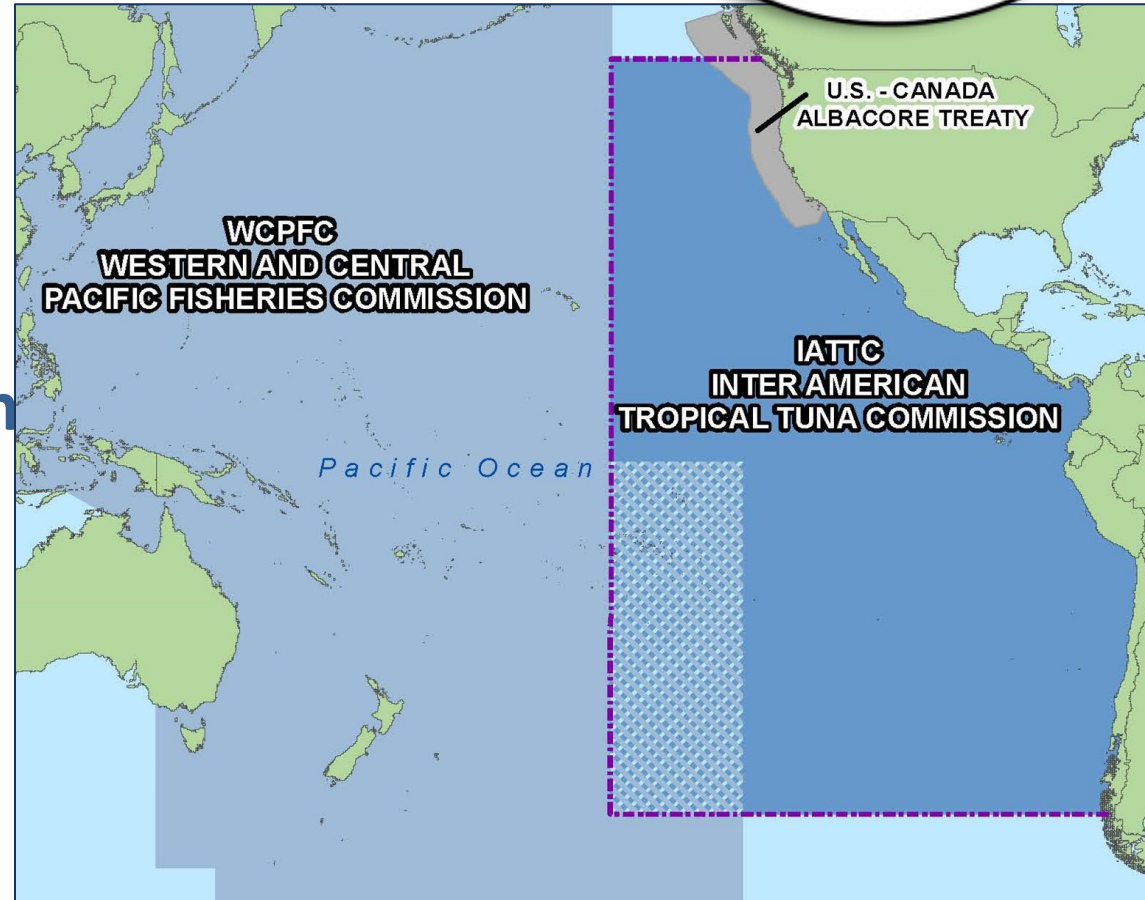 U.S. - CANADA
ALBACORE TREATY
WCPFC
WESTERN AND CENTRAL
PACIFIC FISHERIES COMMISSION
IATTC
INTER AMERICAN
TROPICAL TUNA COMMISSION
Pacific Ocean